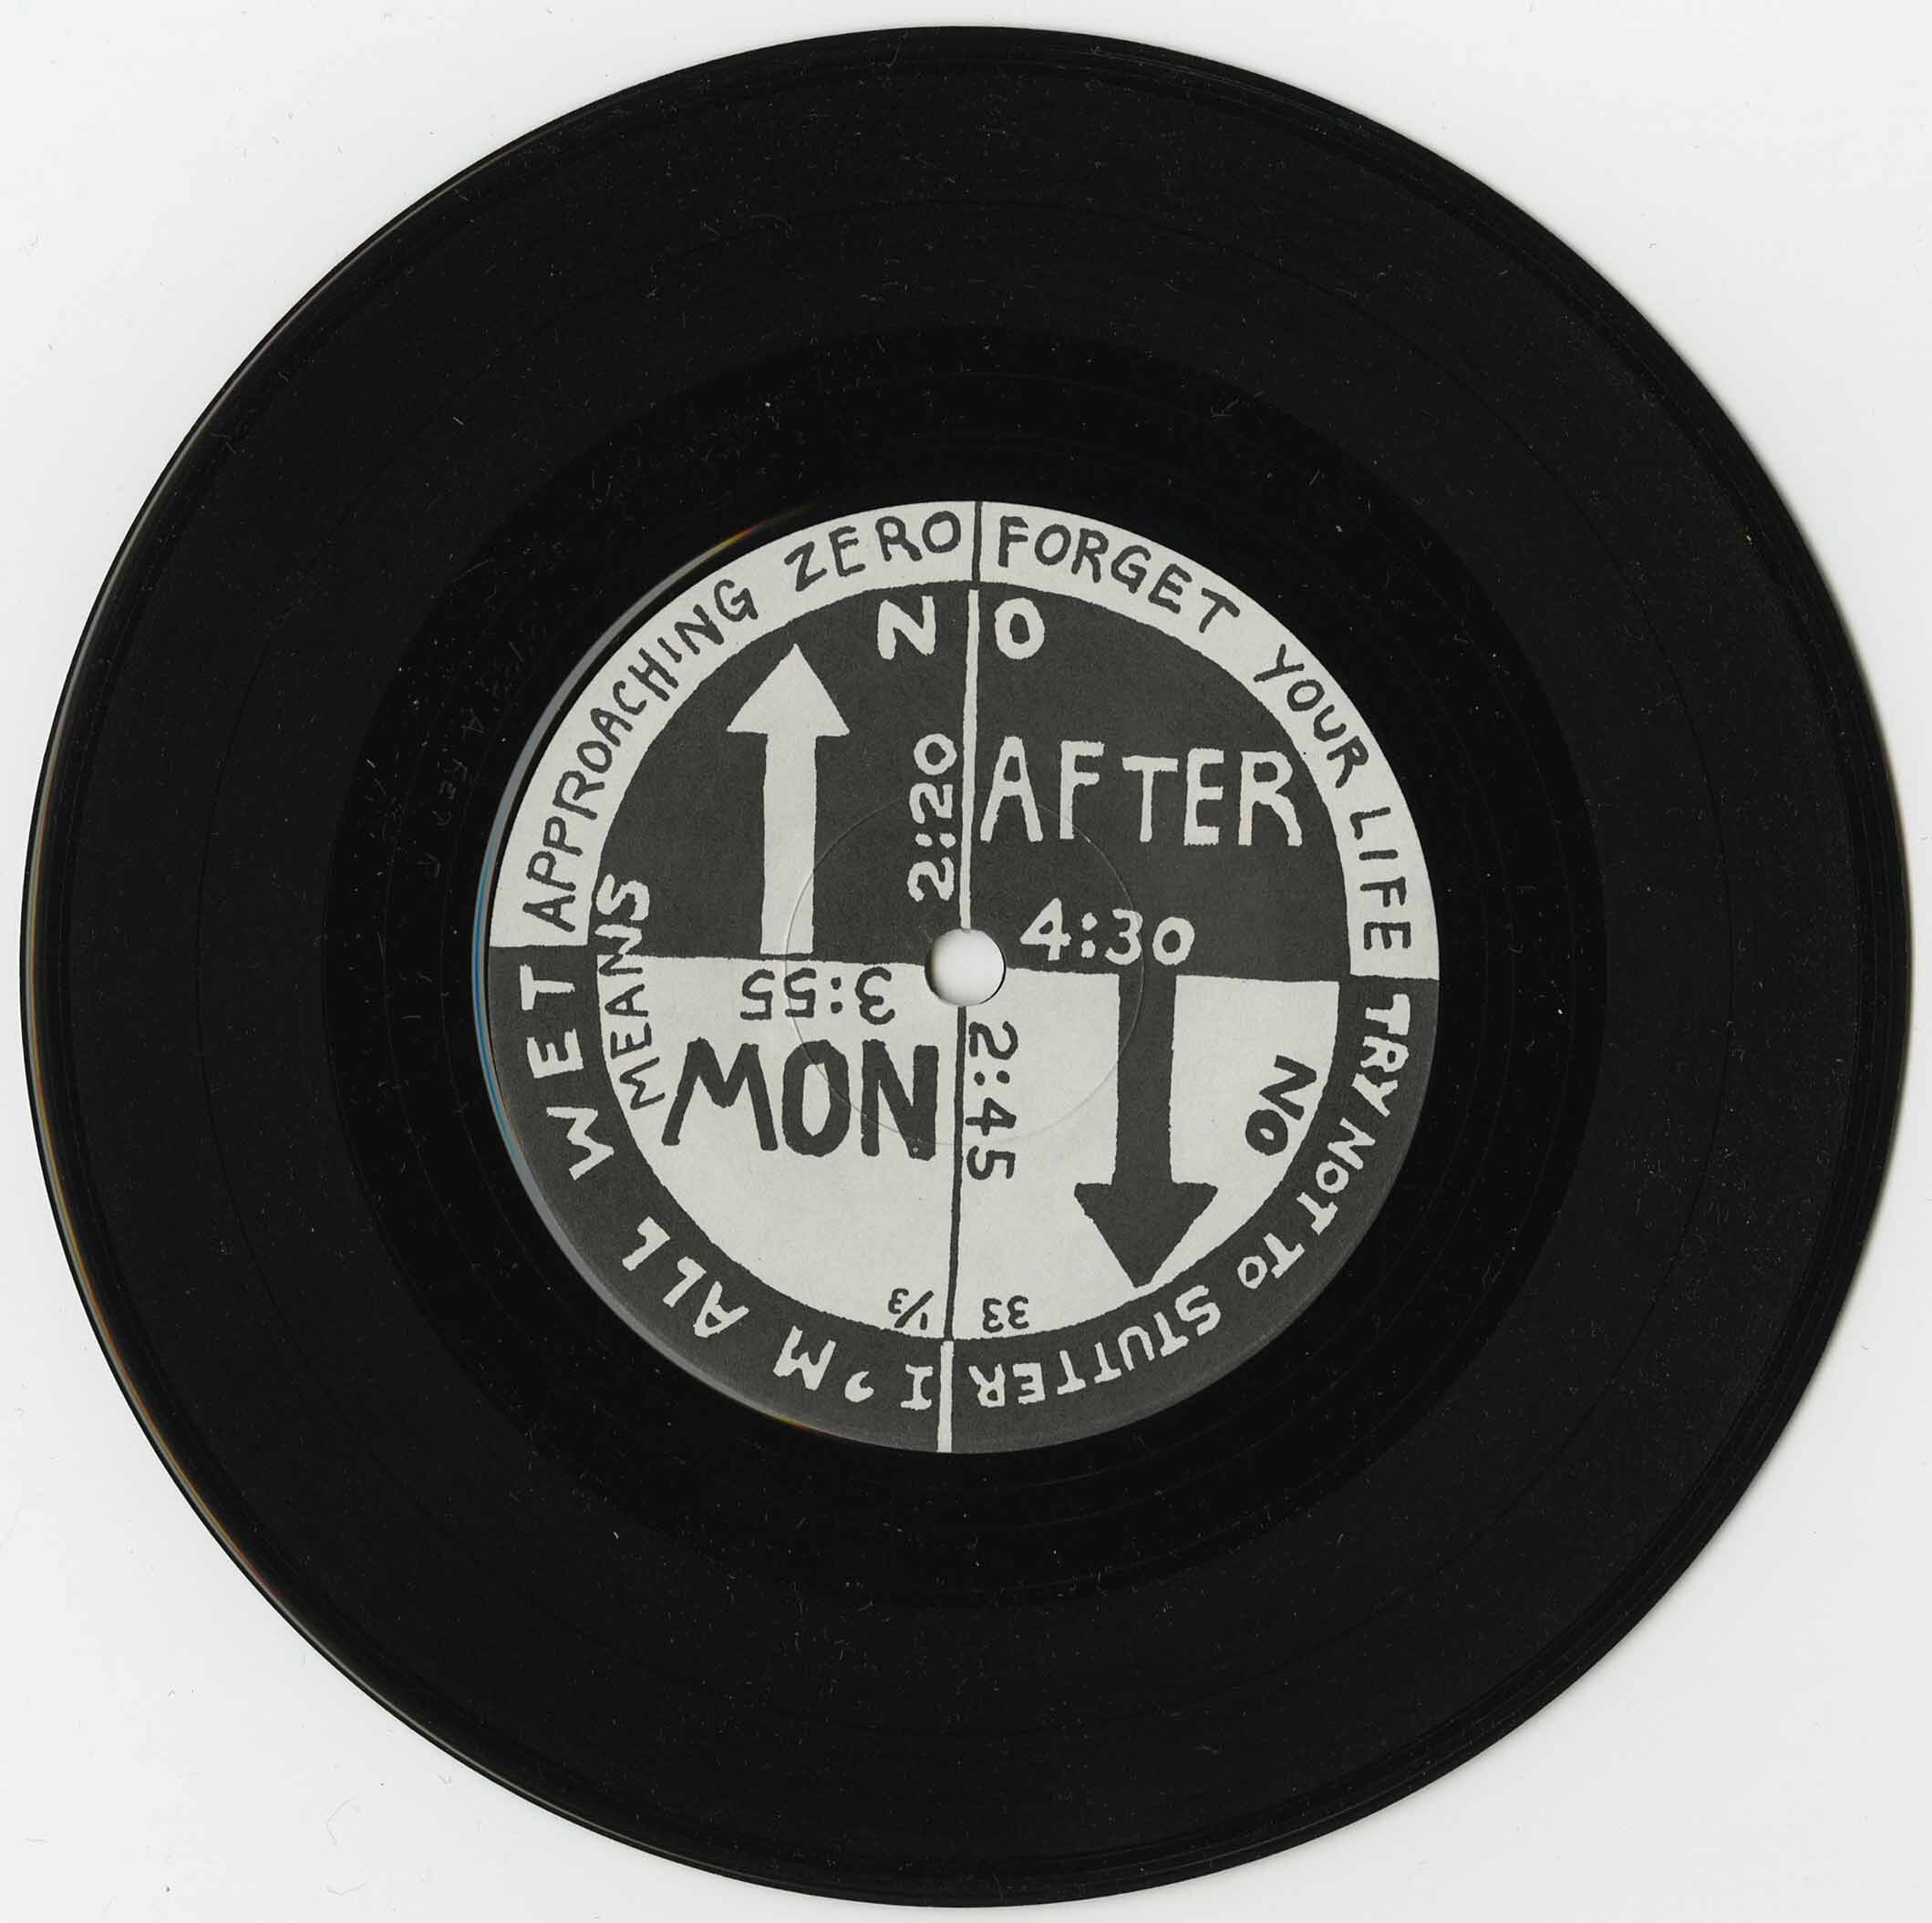 APPROACHING ZERO
FORGET YOUR LIFE
TRY NOT TO STUTTER
I'M ALL WET
NO
2:20
AFTER
4:30
MEANS
3:55
MON
2:45
NO
33 1/3